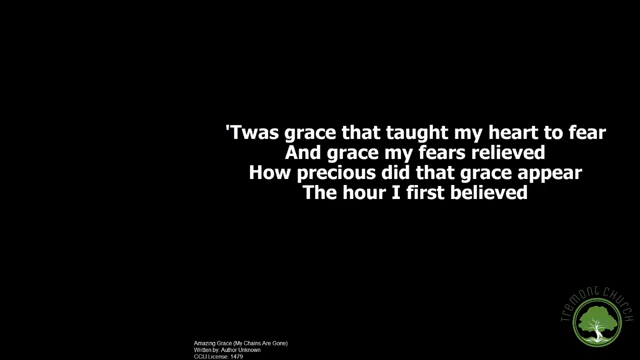 'Twas grace that taught my heart to fear
And grace my fears relieved
How precious did that grace appear
The hour I first believed
Amazing Grace (My Chains Are Gone)
Written by: Author Unknown
CCLI License: 1479
TREMONT CHURCH